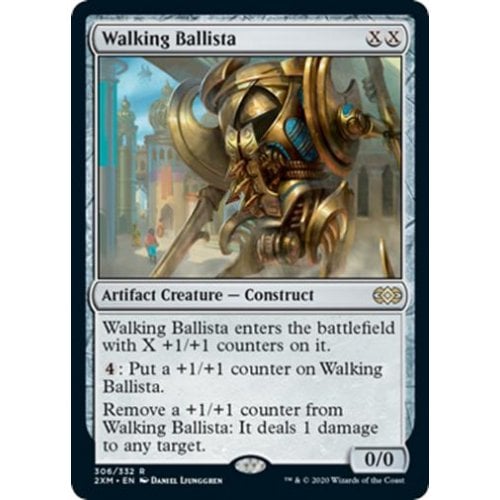 Walking Ballista XX
Artifact Creature — Construct
Walking Ballista enters the battlefield
with X +1/+1 counters on it.
4: Put a +1/+1 counter on Walking
Ballista.
Remove a +1/+1 counter from
Walking Ballista: It deals 1 damage
to any target.
0/0
306/332 R
2XM • EN Daniel Ljunggren
™ & © 2020 Wizards of the Coast